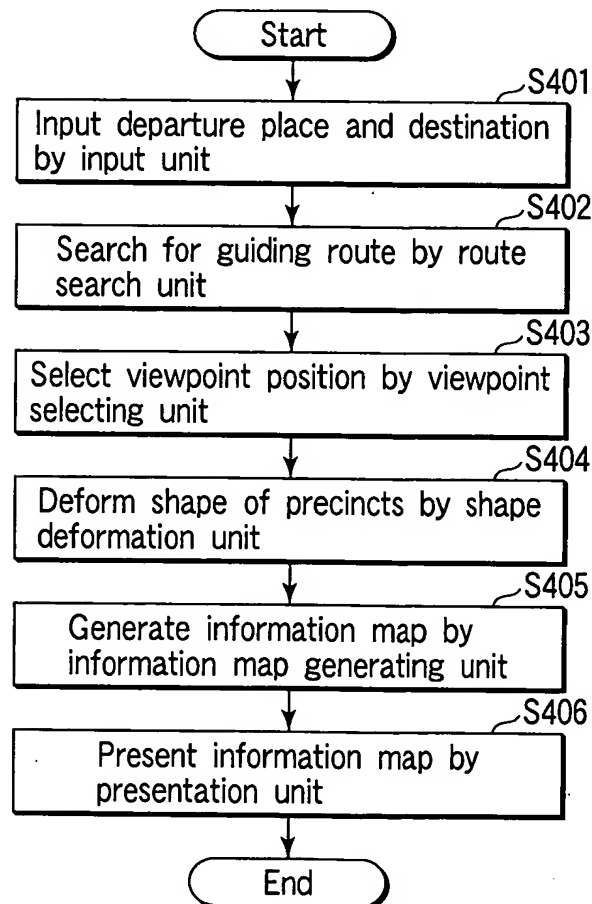 Start
S401
Input departure place and destination
by input unit
S402
Search for guiding route by route
search unit
S403
Select viewpoint position by viewpoint
selecting unit
S404
Deform shape of precincts by shape
deformation unit
S405
Generate information map by
information map generating unit
S406
Present information map by
presentation unit
End